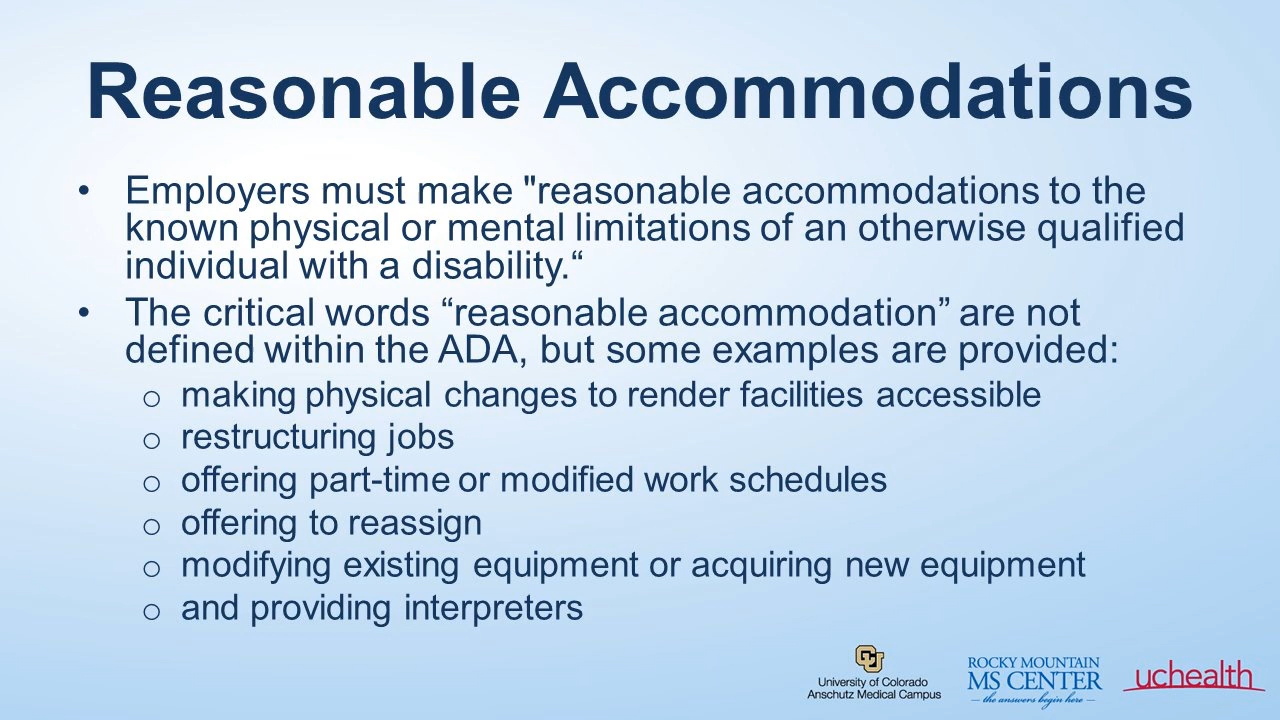 Reasonable Accommodations
• Employers must make "reasonable accommodations to the
known physical or mental limitations of an otherwise qualified
individual with a disability.“
• The critical words “reasonable accommodation” are not
defined within the ADA, but some examples are provided:
o making physical changes to render facilities accessible
o restructuring jobs
o offering part-time or modified work schedules
o offering to reassign
o modifying existing equipment or acquiring new equipment
o and providing interpreters
CU
University of Colorado
Anschutz Medical Campus
ROCKY MOUNTAIN
MS CENTER
— the answers begin here —
uchealth